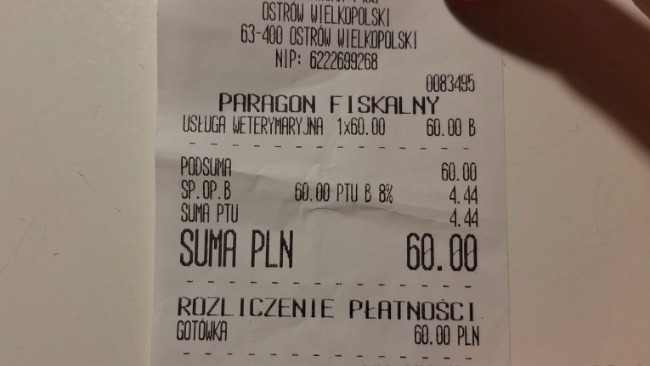 OSTRÓW WIELKOPOLSKI
63-400 OSTRÓW WIELKOPOLSKI
NIP: 6222699268
0083495
PARAGON FISKALNY
USŁUGA WETERYMARYJNA 1x60.00 60.00 B
PODSUMA 60.00
SP.OP.B 60.00 PTU B 8% 4.44
SUMA PTU 4.44
SUMA PLN 60.00
ROZLICZENIE PŁATNOŚCI
GOTÓWKA 60.00 PLN